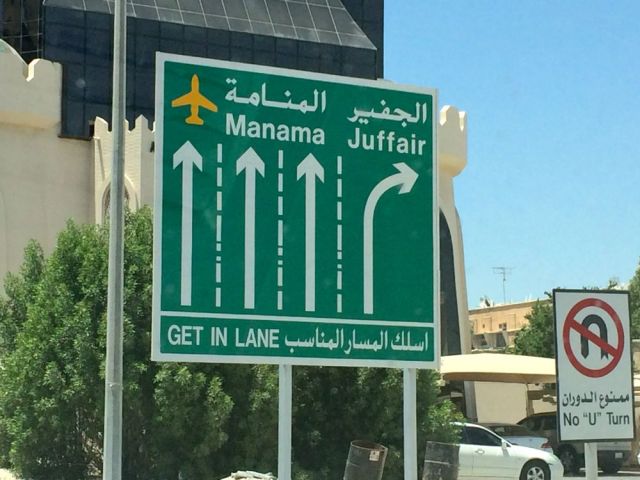 المنامة
Manama
الجفير
Juffair
GET IN LANE اسلك المسار المناسب
ممنوع الدوران
No "U" Turn